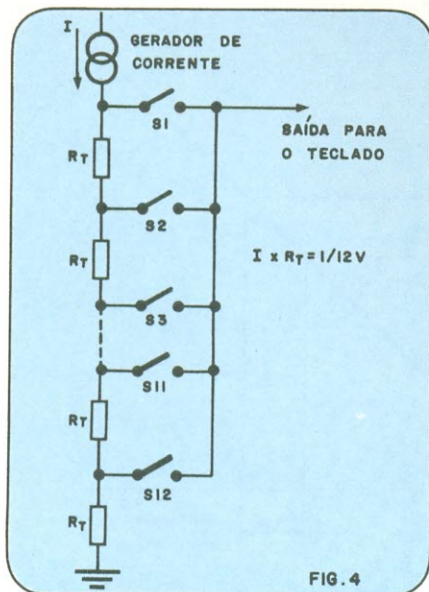 I
GERADOR DE
CORRENTE
S1
SAÍDA PARA
O TECLADO
RT
S2
I x RT = 1/12V
RT
S3
S11
RT
S12
RT
FIG. 4